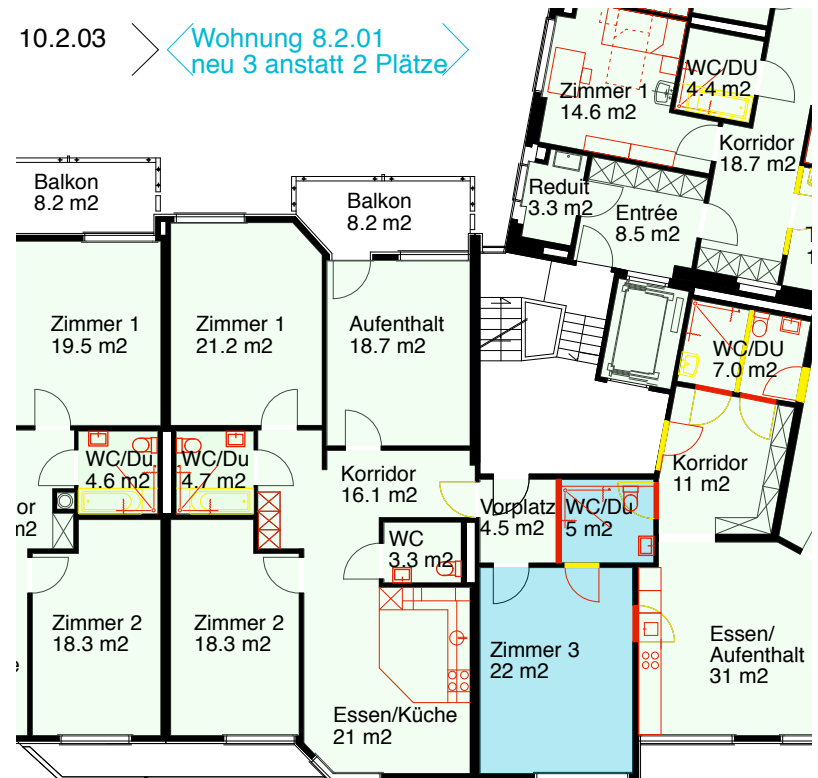 10.2.03
Wohnung 8.2.01
neu 3 anstatt 2 Plätze
Zimmer 1
14.6 m2
WC/DU
4.4 m2
Korridor
18.7 m2
Reduit
3.3 m2
Entrée
8.5 m2
Balkon
8.2 m2
Balkon
8.2 m2
Zimmer 1
19.5 m2
Zimmer 1
21.2 m2
Aufenthalt
18.7 m2
WC/DU
7.0 m2
WC/Du
4.6 m2
WC/Du
4.7 m2
Korridor
16.1 m2
Korridor
11 m2
Vorplatz
4.5 m2
WC/Du
5 m2
or
m2
WC
3.3 m2
Zimmer 2
18.3 m2
Zimmer 2
18.3 m2
Zimmer 3
22 m2
Essen/
Aufenthalt
31 m2
Essen/Küche
21 m2